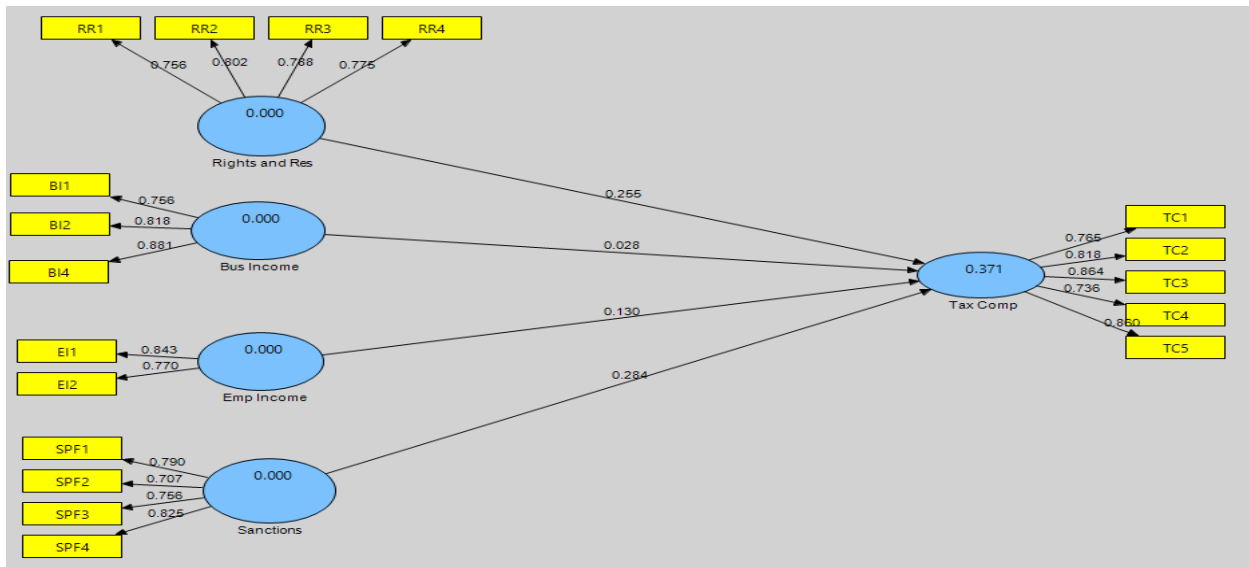 RR1 RR2 RR3 RR4
0.756 0.802 0.788 0.775
0.000
Rights and Res
BI1
BI2
BI4
0.756
0.818
0.881
0.000
Bus Income
EI1
EI2
0.843
0.770
0.000
Emp Income
SPF1
SPF2
SPF3
SPF4
0.790
0.707
0.756
0.825
0.000
Sanctions
0.255
0.028
0.130
0.284
0.371
Tax Comp
0.765
0.818
0.864
0.736
0.860
TC1
TC2
TC3
TC4
TC5